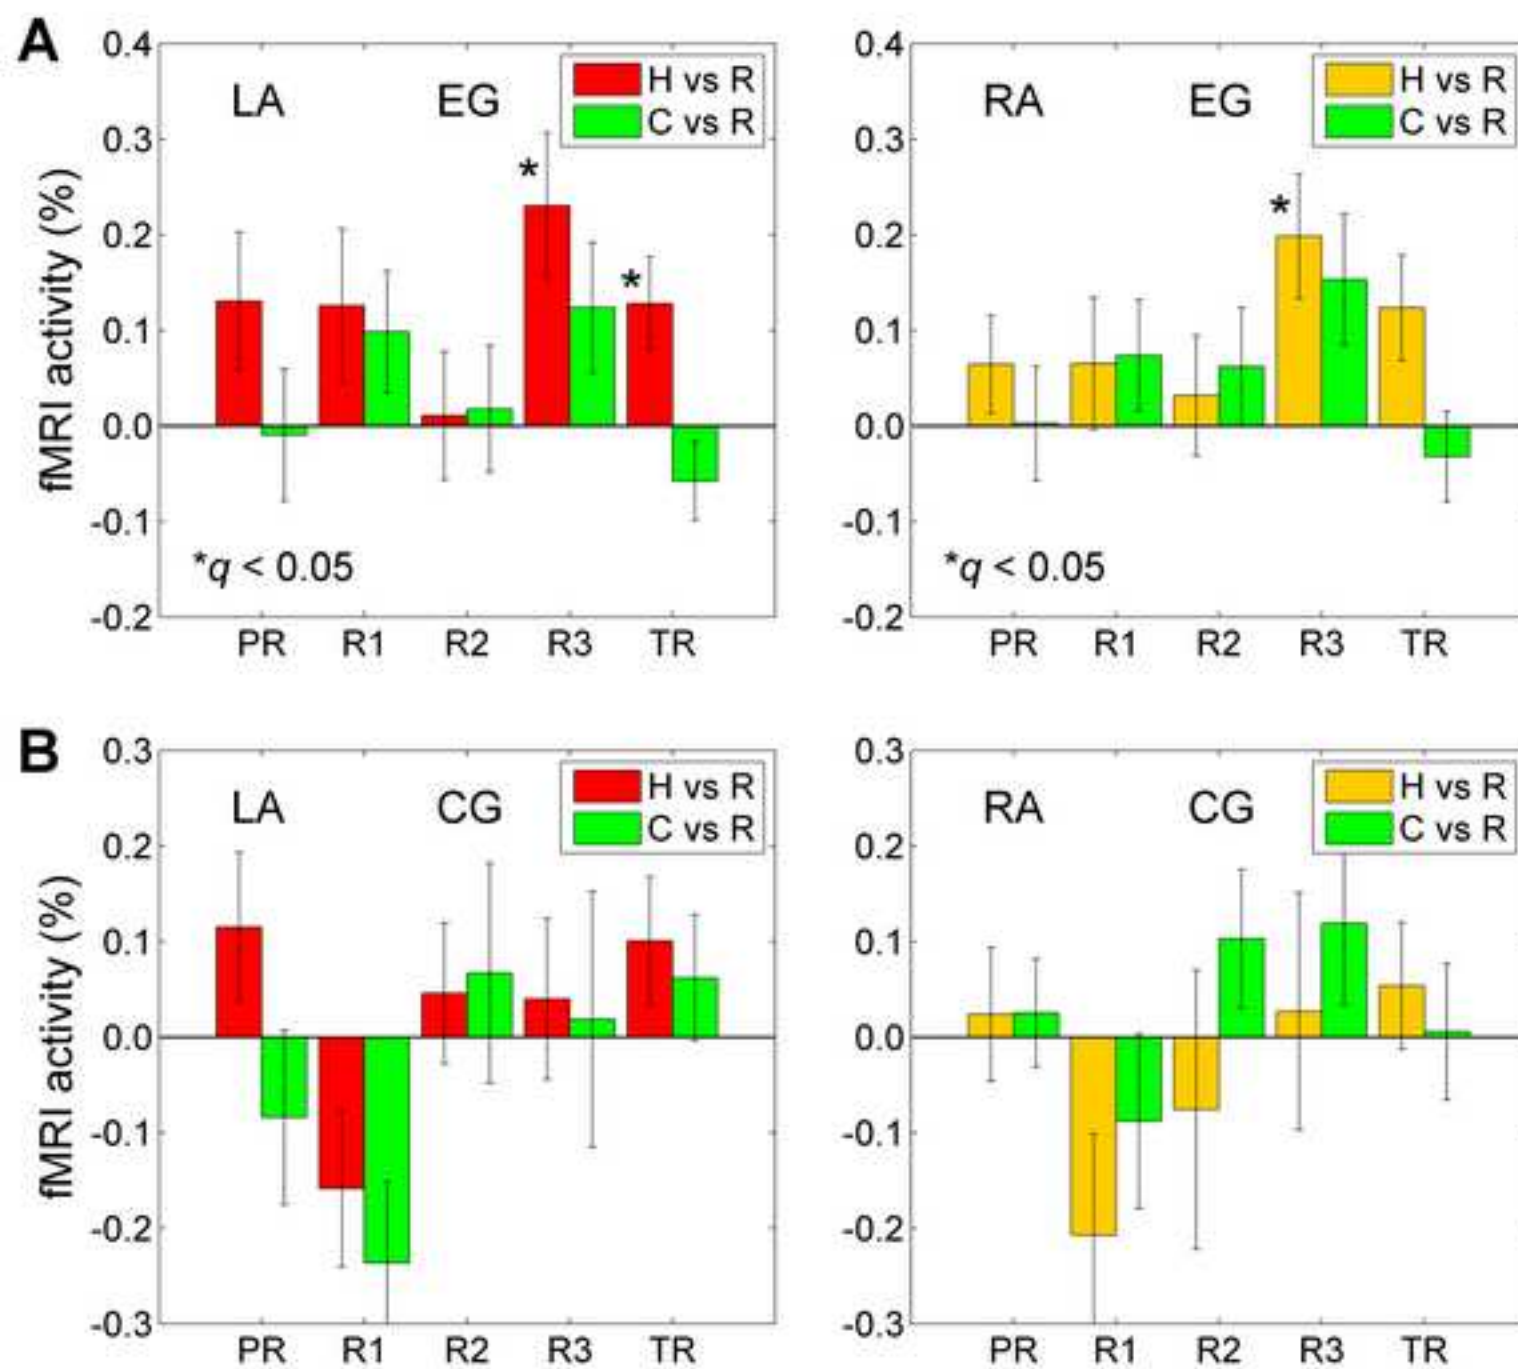 A
fMRI activity (%)
0.4
0.3
0.2
0.1
0.0
-0.1
-0.2
LA EG
H vs R
C vs R
*
*
*q < 0.05
PR R1 R2 R3 TR
0.4
0.3
0.2
0.1
0.0
-0.1
-0.2
RA EG
H vs R
C vs R
*
*q < 0.05
PR R1 R2 R3 TR
B
fMRI activity (%)
0.3
0.2
0.1
0.0
-0.1
-0.2
-0.3
LA CG
H vs R
C vs R
PR R1 R2 R3 TR
0.3
0.2
0.1
0.0
-0.1
-0.2
-0.3
RA CG
H vs R
C vs R
PR R1 R2 R3 TR